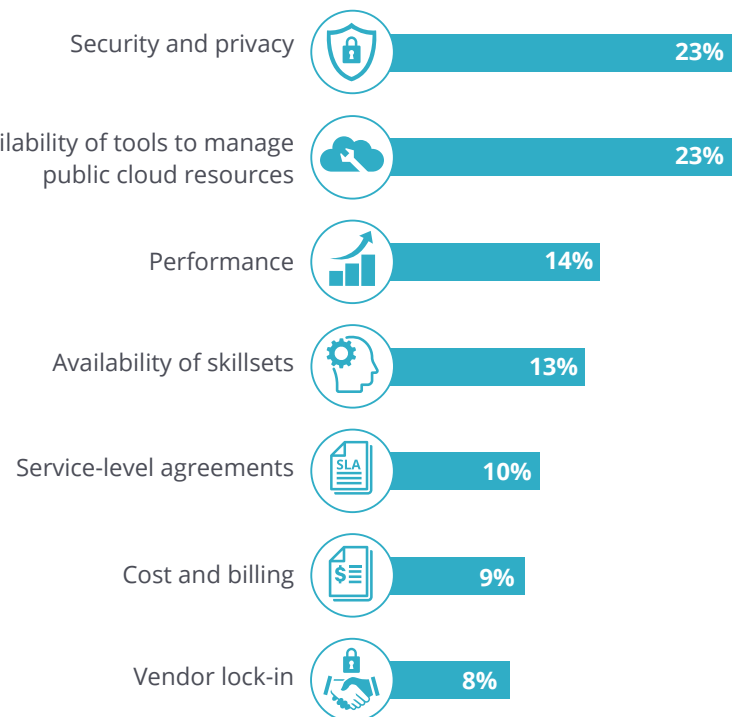 Security and privacy
23%
ilability of tools to manage
public cloud resources
23%
Performance
14%
Availability of skillsets
13%
SLA
Service-level agreements
10%
$
Cost and billing
9%
Vendor lock-in
8%